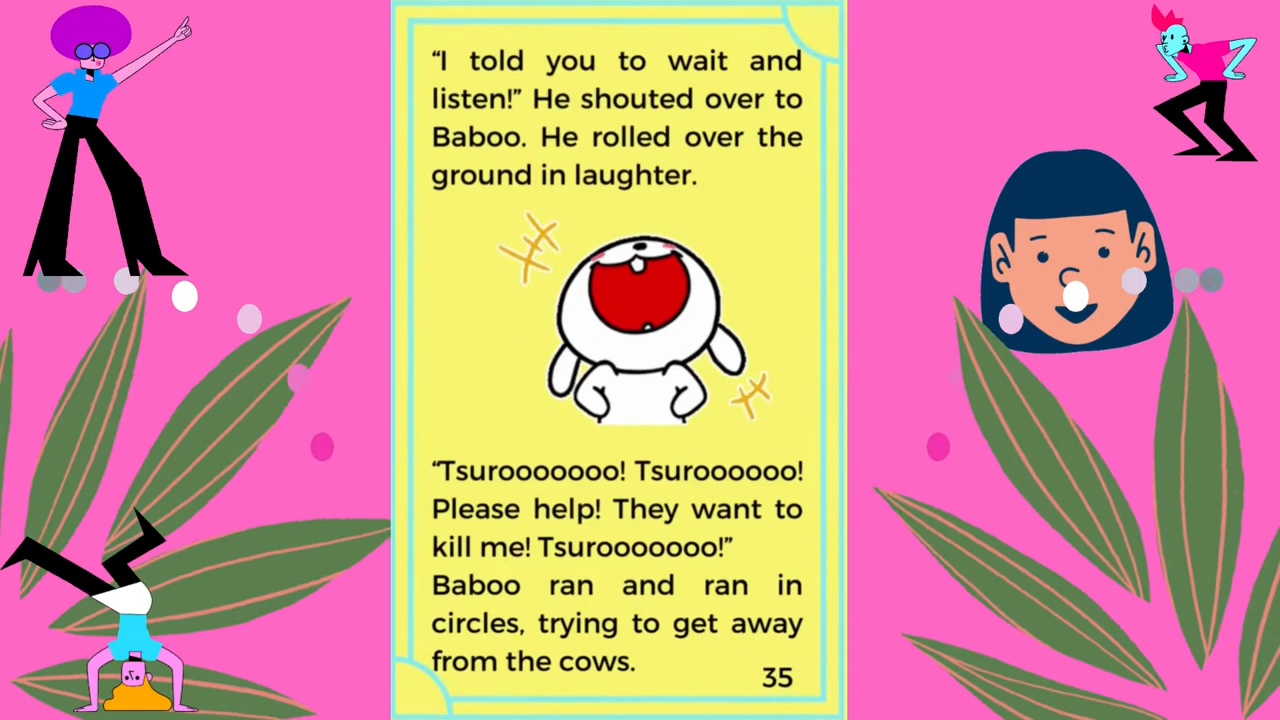 “I told you to wait and
listen!” He shouted over to
Baboo. He rolled over the
ground in laughter.
“Tsurooooooo! Tsuroooooo!
Please help! They want to
kill me! Tsurooooooo!”
Baboo ran and ran in
circles, trying to get away
from the cows.
35